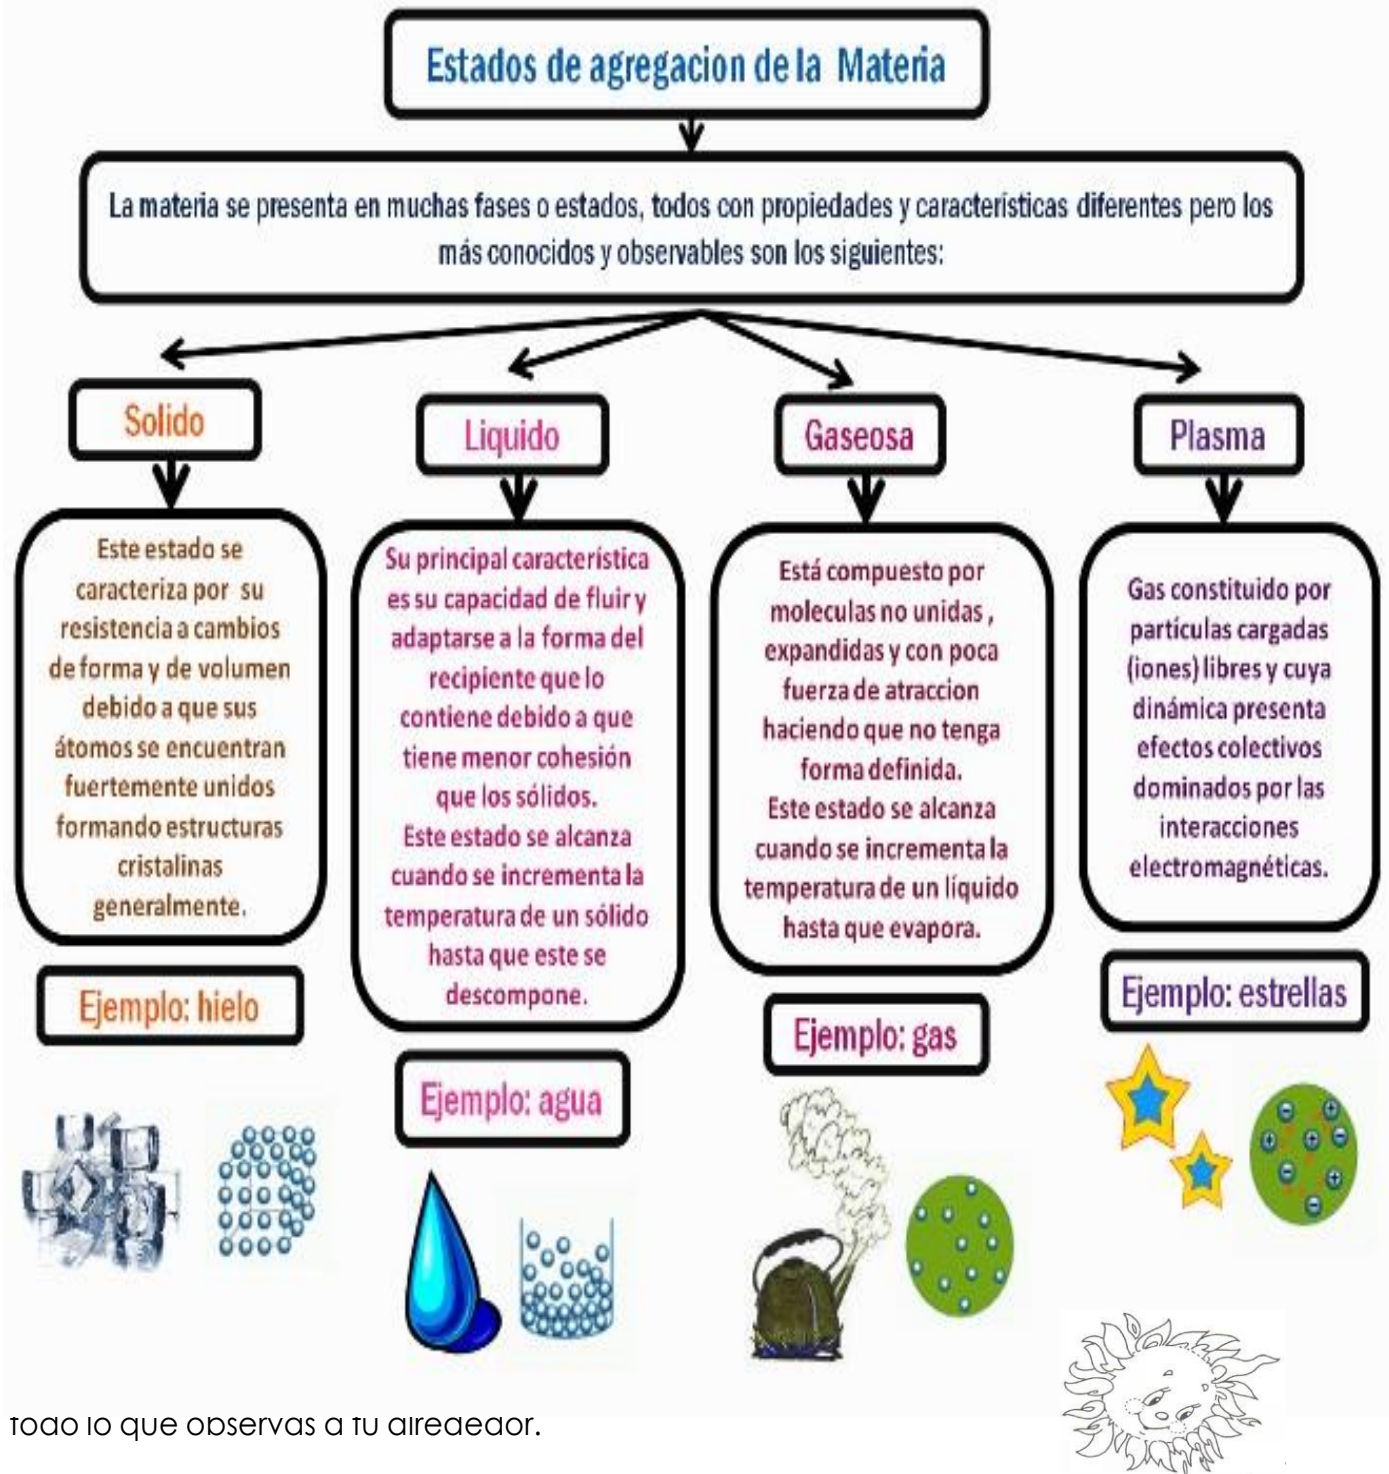 Estados de agregacion de la Materia
La materia se presenta en muchas fases o estados, todos con propiedades y características diferentes pero los
más conocidos y observables son los siguientes:
Solido
Este estado se
caracteriza por su
resistencia a cambios
de forma y de volumen
debido a que sus
átomos se encuentran
fuertemente unidos
formando estructuras
cristalinas
generalmente.
Ejemplo: hielo
Liquido
Su principal característica
es su capacidad de fluir y
adaptarse a la forma del
recipiente que lo
contiene debido a que
tiene menor cohesión
que los sólidos.
Este estado se alcanza
cuando se incrementa la
temperatura de un sólido
hasta que este se
descompone.
Ejemplo: agua
Gaseosa
Está compuesto por
moleculas no unidas ,
expandidas y con poca
fuerza de atraccion
haciendo que no tenga
forma definida.
Este estado se alcanza
cuando se incrementa la
temperatura de un líquido
hasta que evapora.
Ejemplo: gas
Plasma
Gas constituido por
partículas cargadas
(iones) libres y cuya
dinámica presenta
efectos colectivos
dominados por las
interacciones
electromagnéticas.
Ejemplo: estrellas
todo lo que observas a tu alrededor.